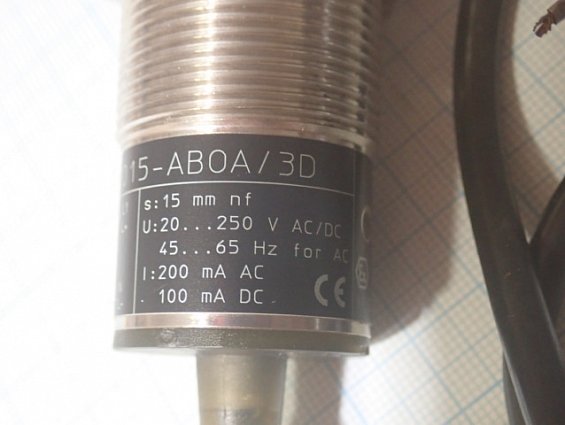 15-AB0A/3D
s:15 mm nf
U:20...250 V AC/DC
45...65 Hz for AC
I:200 mA AC
100 mA DC
CE